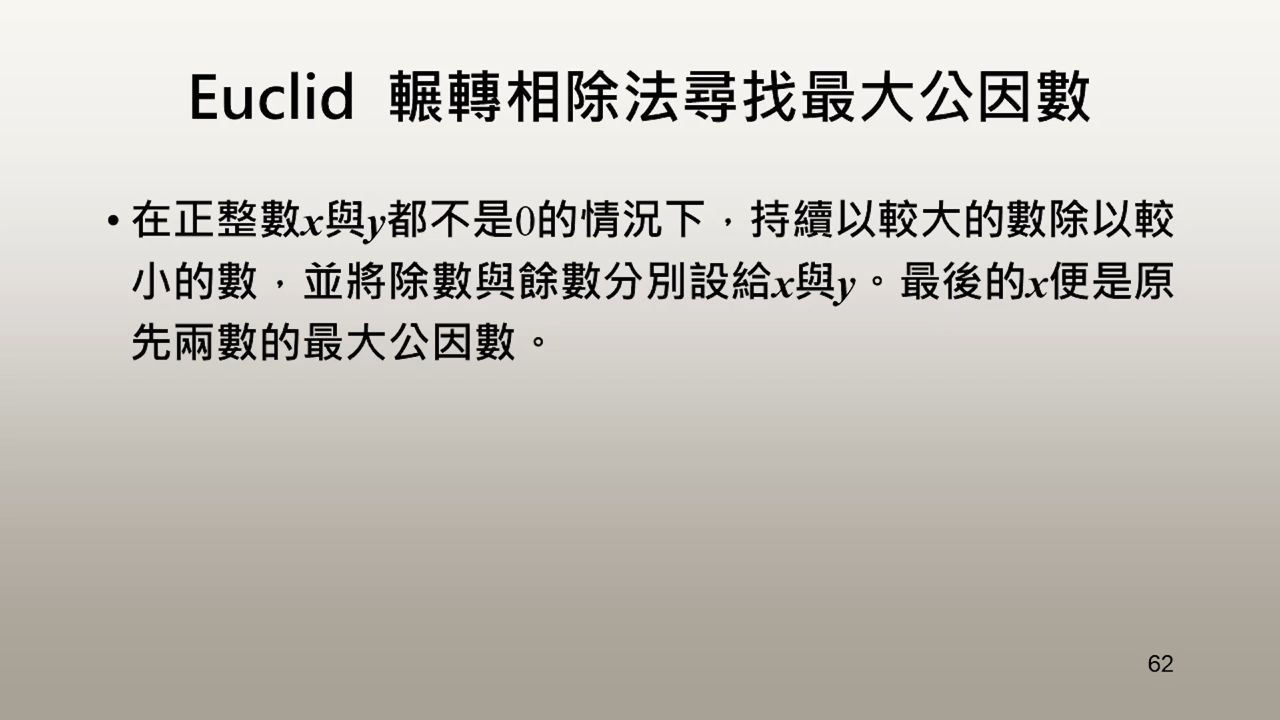 Euclid 輾轉相除法尋找最大公因數
• 在正整數x與y都不是0的情況下，持續以較大的數除以較
小的數，並將除數與餘數分別設給x與y。最後的x便是原
先兩數的最大公因數。
62